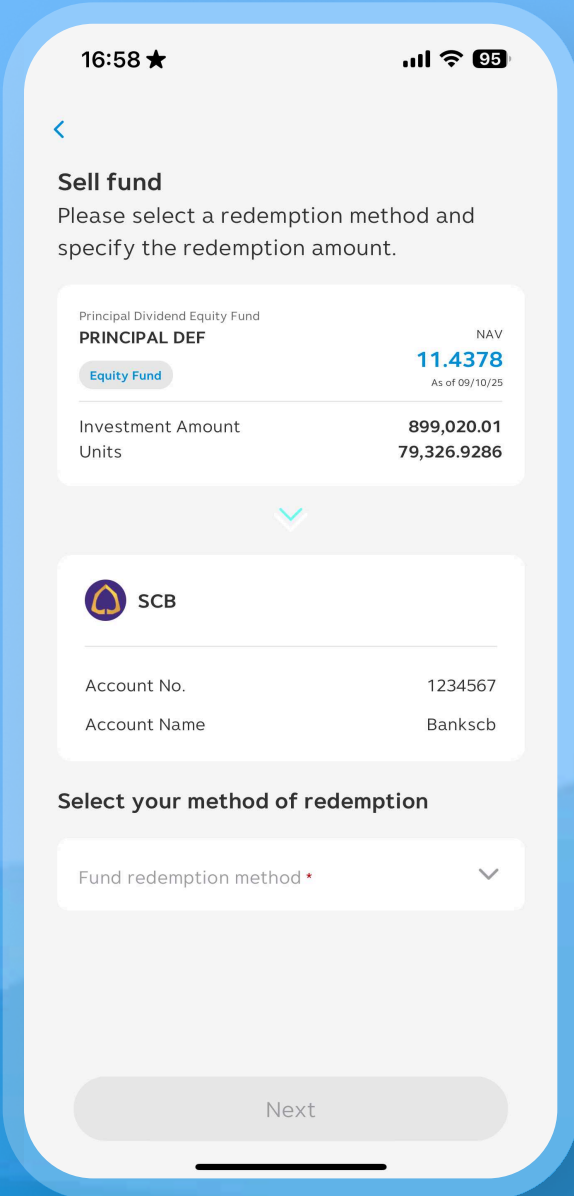 16:58 ★
95
Sell fund
Please select a redemption method and
specify the redemption amount.
Principal Dividend Equity Fund
PRINCIPAL DEF
NAV
Equity Fund
11.4378
As of 09/10/25
Investment Amount 899,020.01
Units 79,326.9286
SCB
Account No. 1234567
Account Name Bankscb
Select your method of redemption
Fund redemption method *
Next